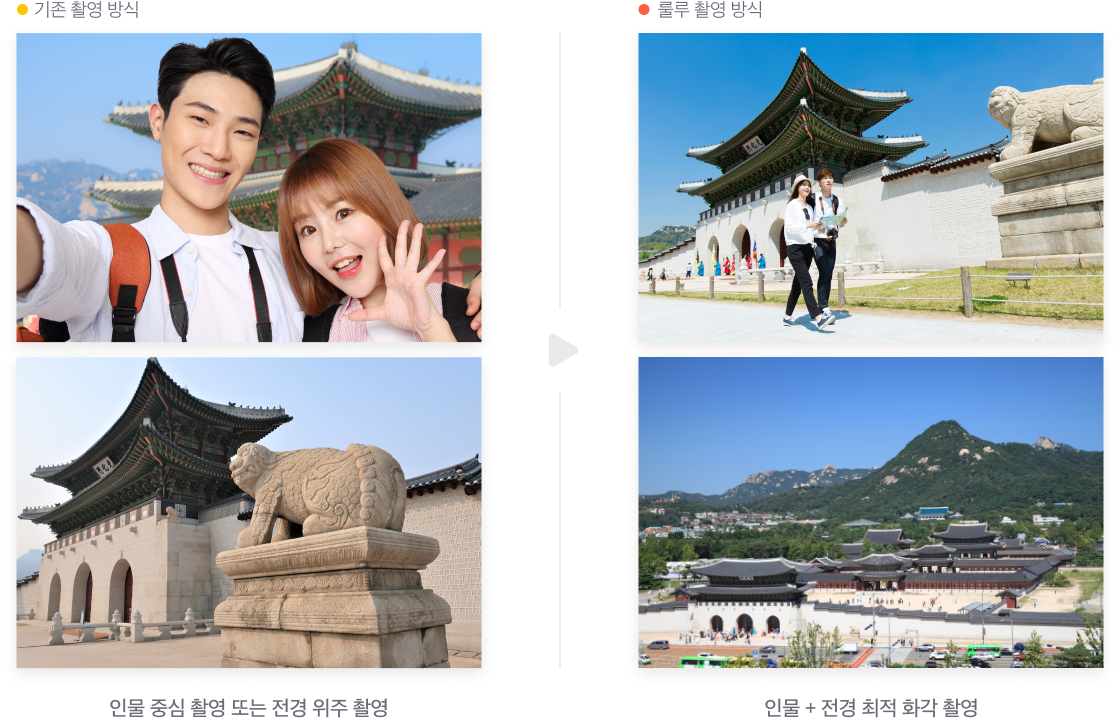 기존 촬영 방식
룰루 촬영 방식
인물 중심 촬영 또는 전경 위주 촬영
인물 + 전경 최적 화각 촬영